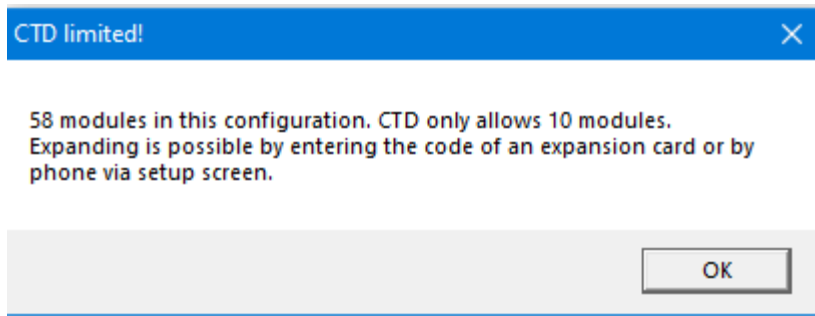 CTD limited!
58 modules in this configuration. CTD only allows 10 modules.
Expanding is possible by entering the code of an expansion card or by
phone via setup screen.
OK